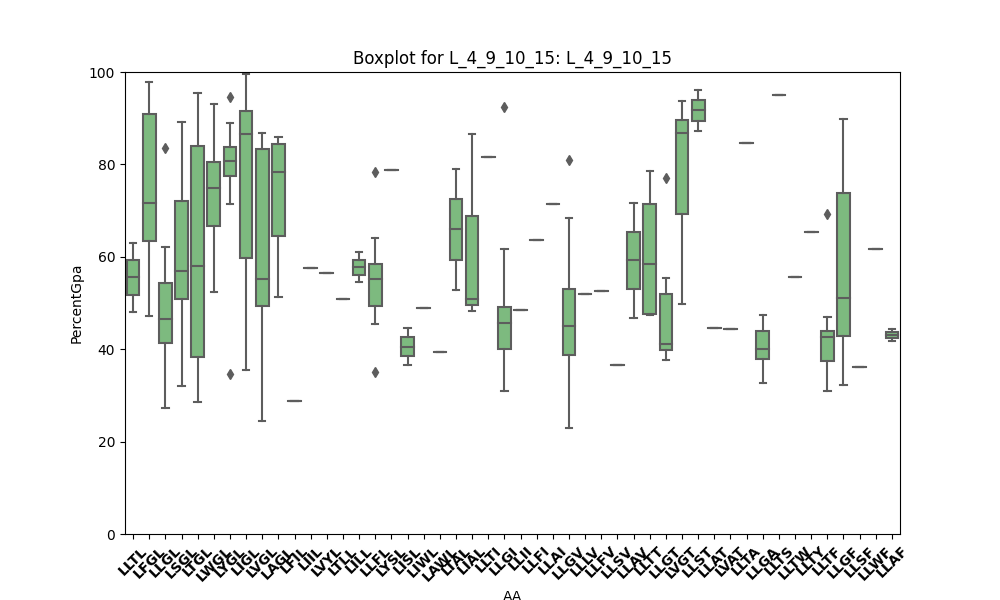 Boxplot for L_4_9_10_15: L_4_9_10_15
100
80
60
40
20
0
PercentGpa
LLTL LFGL LLGL LSGL LTGL LWGL LYGL LIGL LVGL LAGL LFIL LIIL LVYL LTLL LILL LLFL LYSL LISL LIWL LAWL LFAL LIAL LLTI LLGI LLII LLFI LLAI LLGV LLLV LLFV LLSV LLAV LLTT LLGT LVGT LLST LLAT LVAT LLTA LLGA LLTS LLTW LLTY LLTF LLGF LLSF LLWF LLAF
AA